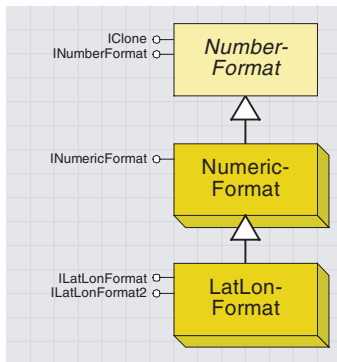 IClone
INumberFormat
Number-
Format
INumericFormat
Numeric-
Format
ILatLonFormat
ILatLonFormat2
LatLon-
Format